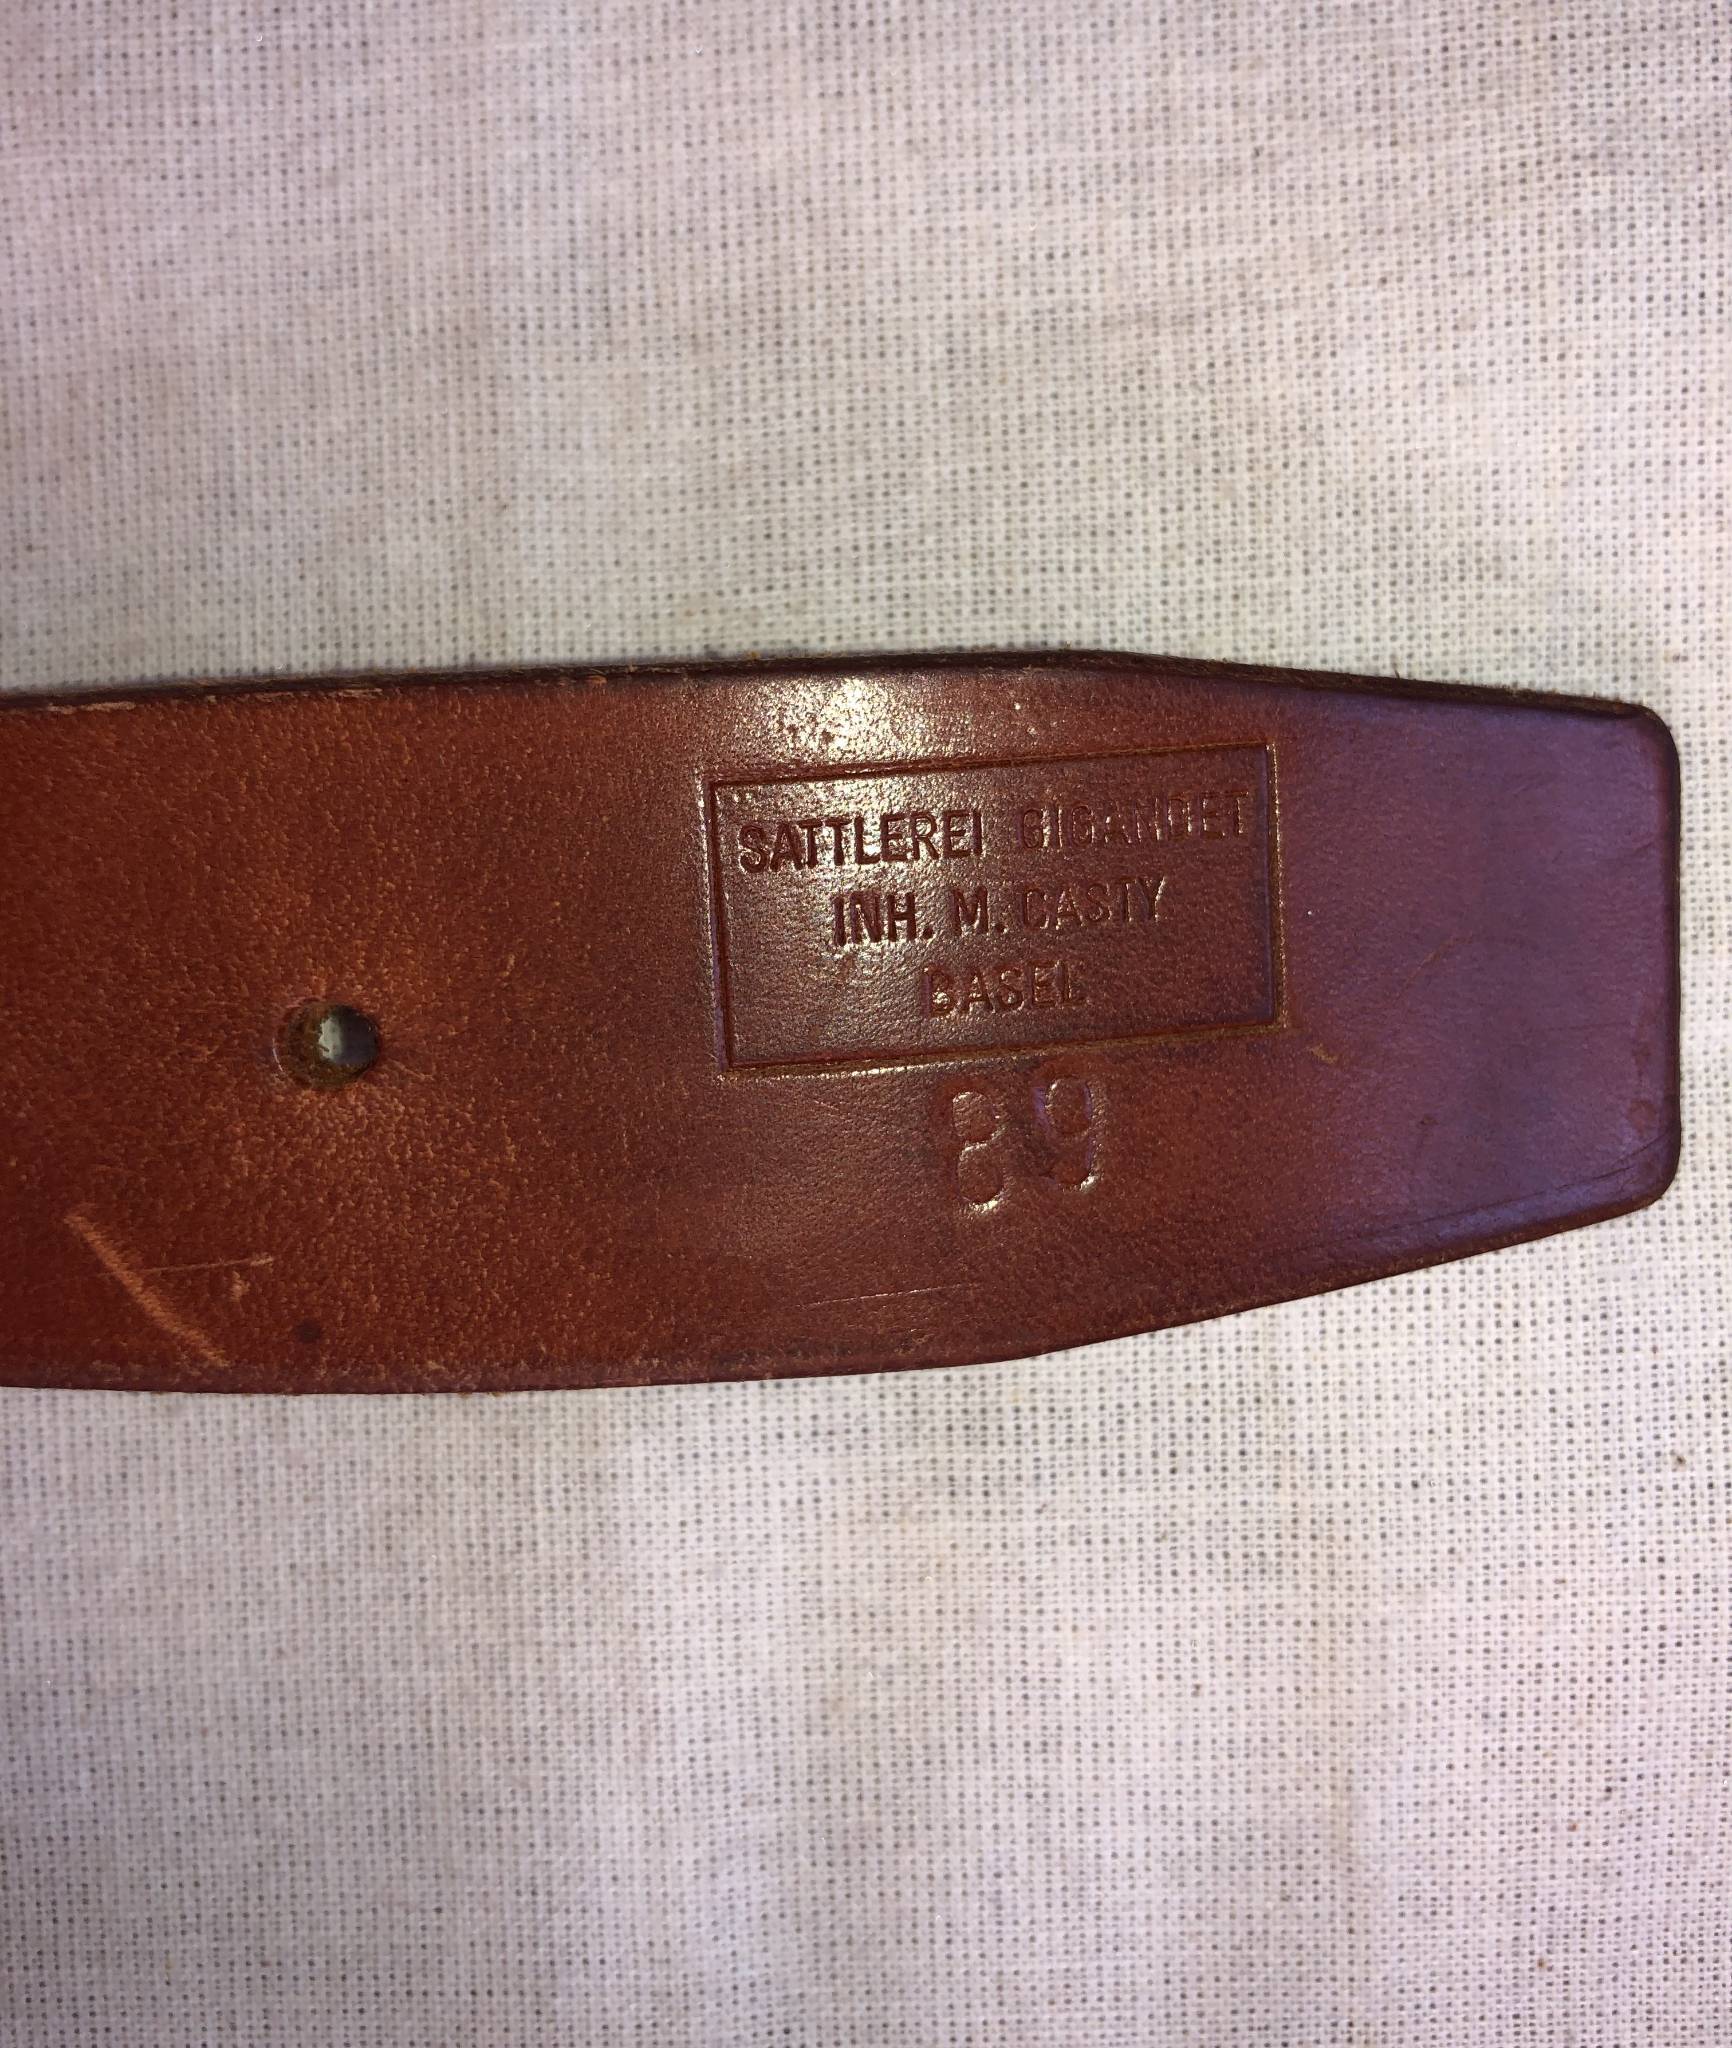 SATTLEREI GIGANDET
INH. M. CASTY
BASEL
89